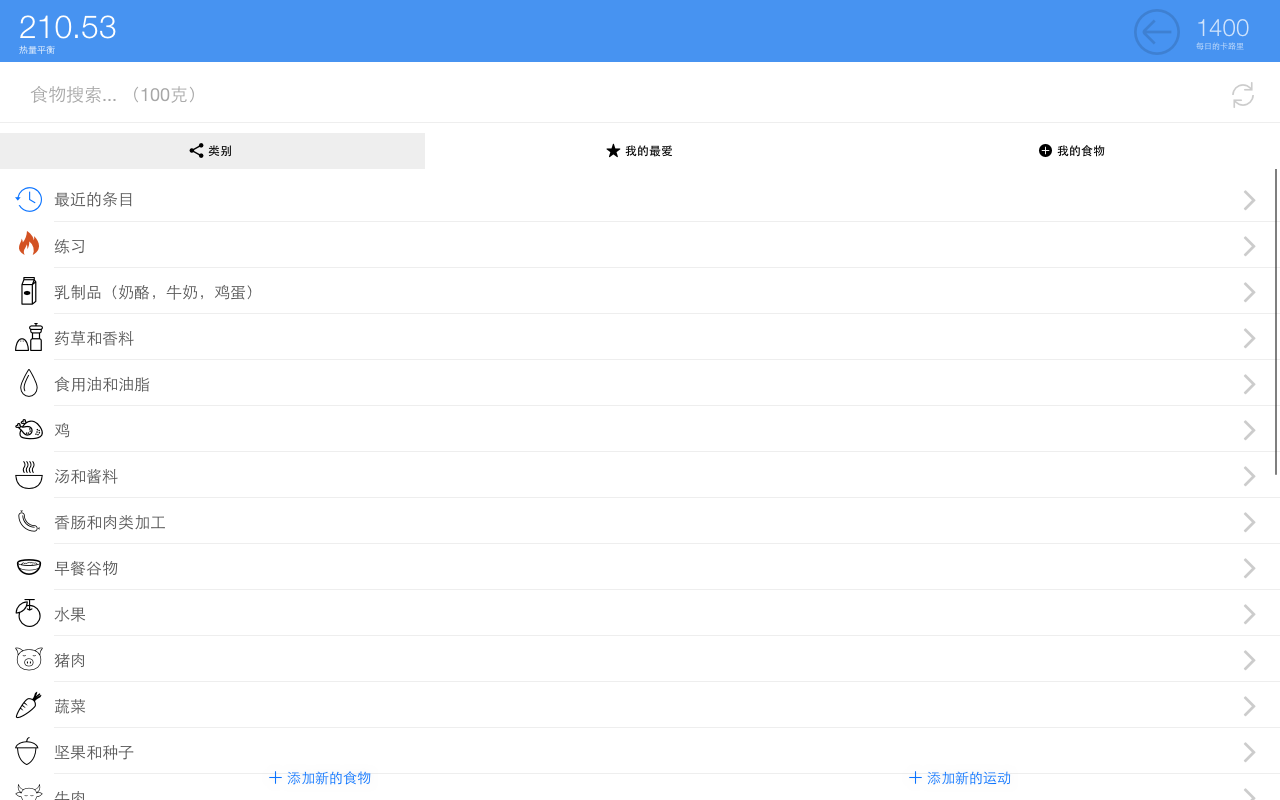 210.53
热量平衡
1400
每日的卡路里
食物搜索... （100克）
类别
我的最爱
我的食物
最近的条目
练习
乳制品（奶酪，牛奶，鸡蛋）
药草和香料
食用油和油脂
鸡
汤和酱料
香肠和肉类加工
早餐谷物
水果
猪肉
蔬菜
坚果和种子
添加新的食物
添加新的运动
牛肉